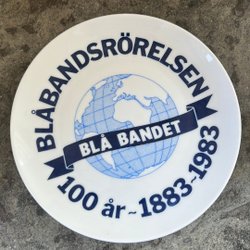 BLÅBANDSRÖRELSEN
BLÅ BANDET
100 år ~ 1883-1983